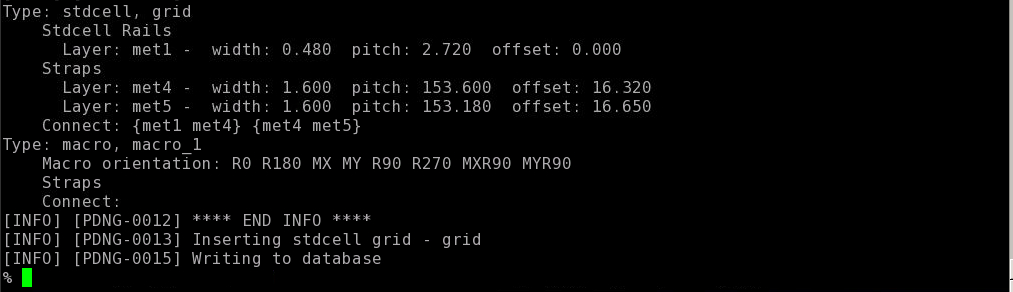 Type: stdcell, grid
    Stdcell Rails
      Layer: met1 -  width: 0.480  pitch: 2.720  offset: 0.000
    Straps
      Layer: met4 -  width: 1.600  pitch: 153.600  offset: 16.320
      Layer: met5 -  width: 1.600  pitch: 153.180  offset: 16.650
    Connect: {met1 met4} {met4 met5}
Type: macro, macro_1
    Macro orientation: R0 R180 MX MY R90 R270 MXR90 MYR90
    Straps
    Connect:
[INFO] [PDNG-0012] **** END INFO ****
[INFO] [PDNG-0013] Inserting stdcell grid - grid
[INFO] [PDNG-0015] Writing to database
%